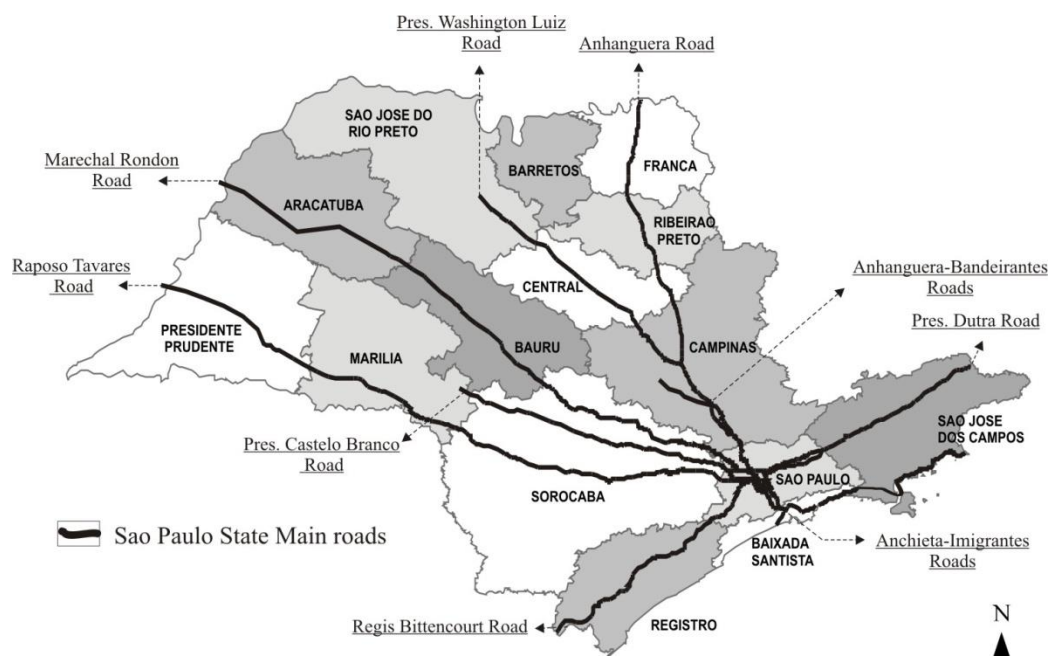 Pres. Washington Luiz
Road
Anhanguera Road
SAO JOSE DO
RIO PRETO
BARRETOS
FRANCA
Marechal Rondon
Road
ARACATUBA
RIBEIRAO
PRETO
Raposo Tavares
Road
CENTRAL
Anhanguera-Bandeirantes
Roads
Pres. Dutra Road
PRESIDENTE
PRUDENTE
MARILIA
BAURU
CAMPINAS
SAO JOSE
DOS CAMPOS
Pres. Castelo Branco
Road
SOROCABA
SAO PAULO
Sao Paulo State Main roads
BAIXADA
SANTISTA
Anchieta-Imigrantes
Roads
Regis Bittencourt Road
REGISTRO
N